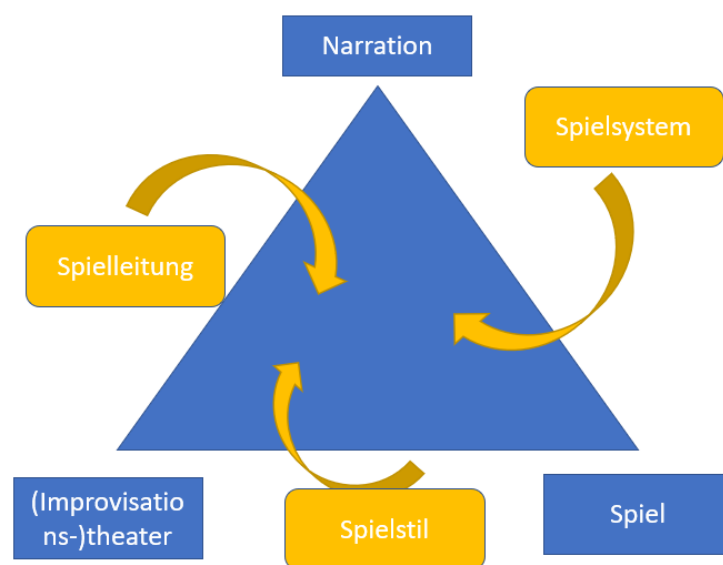 Narration
Spielsystem
Spielleitung
(Improvisatio
ns-)theater
Spielstil
Spiel